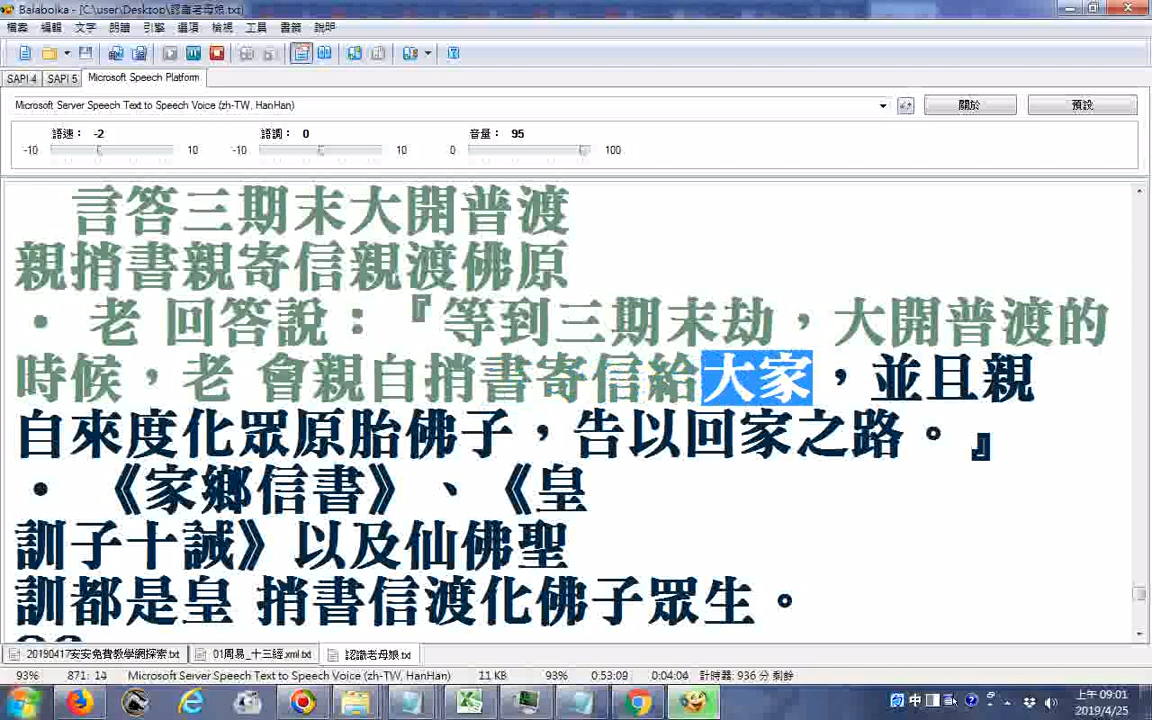 Balabolka - [C:\user\Desktop\認識老母娘.txt]
檔案 編輯 文字 朗讀 引擎 選項 檢視 工具 書籤 說明
SAPI 4 SAPI 5 Microsoft Speech Platform
Microsoft Server Speech Text to Speech Voice (zh-TW, HanHan) 關於 預設
語速： -2 語調： 0 音量： 95
-10 10 -10 10 0 100
言答三期末大開普渡
親捎書親寄信親渡佛原
• 老 回答說：『等到三期末劫，大開普渡的
時候，老 會親自捎書寄信給大家，並且親
自來度化眾原胎佛子，告以回家之路。』
• 《家鄉信書》、《皇
訓子十誡》以及仙佛聖
訓都是皇 捎書信渡化佛子眾生。
20190417安安免費教學網探索.txt 01周易_十三經.xml.txt 認識老母娘.txt
93% 871: 14 Microsoft Server Speech Text to Speech Voice (zh-TW, HanHan) 11 KB 93% 0:53:09 0:04:04 計時器: 936 分 剩餘
中 上午 09:01
2019/4/25